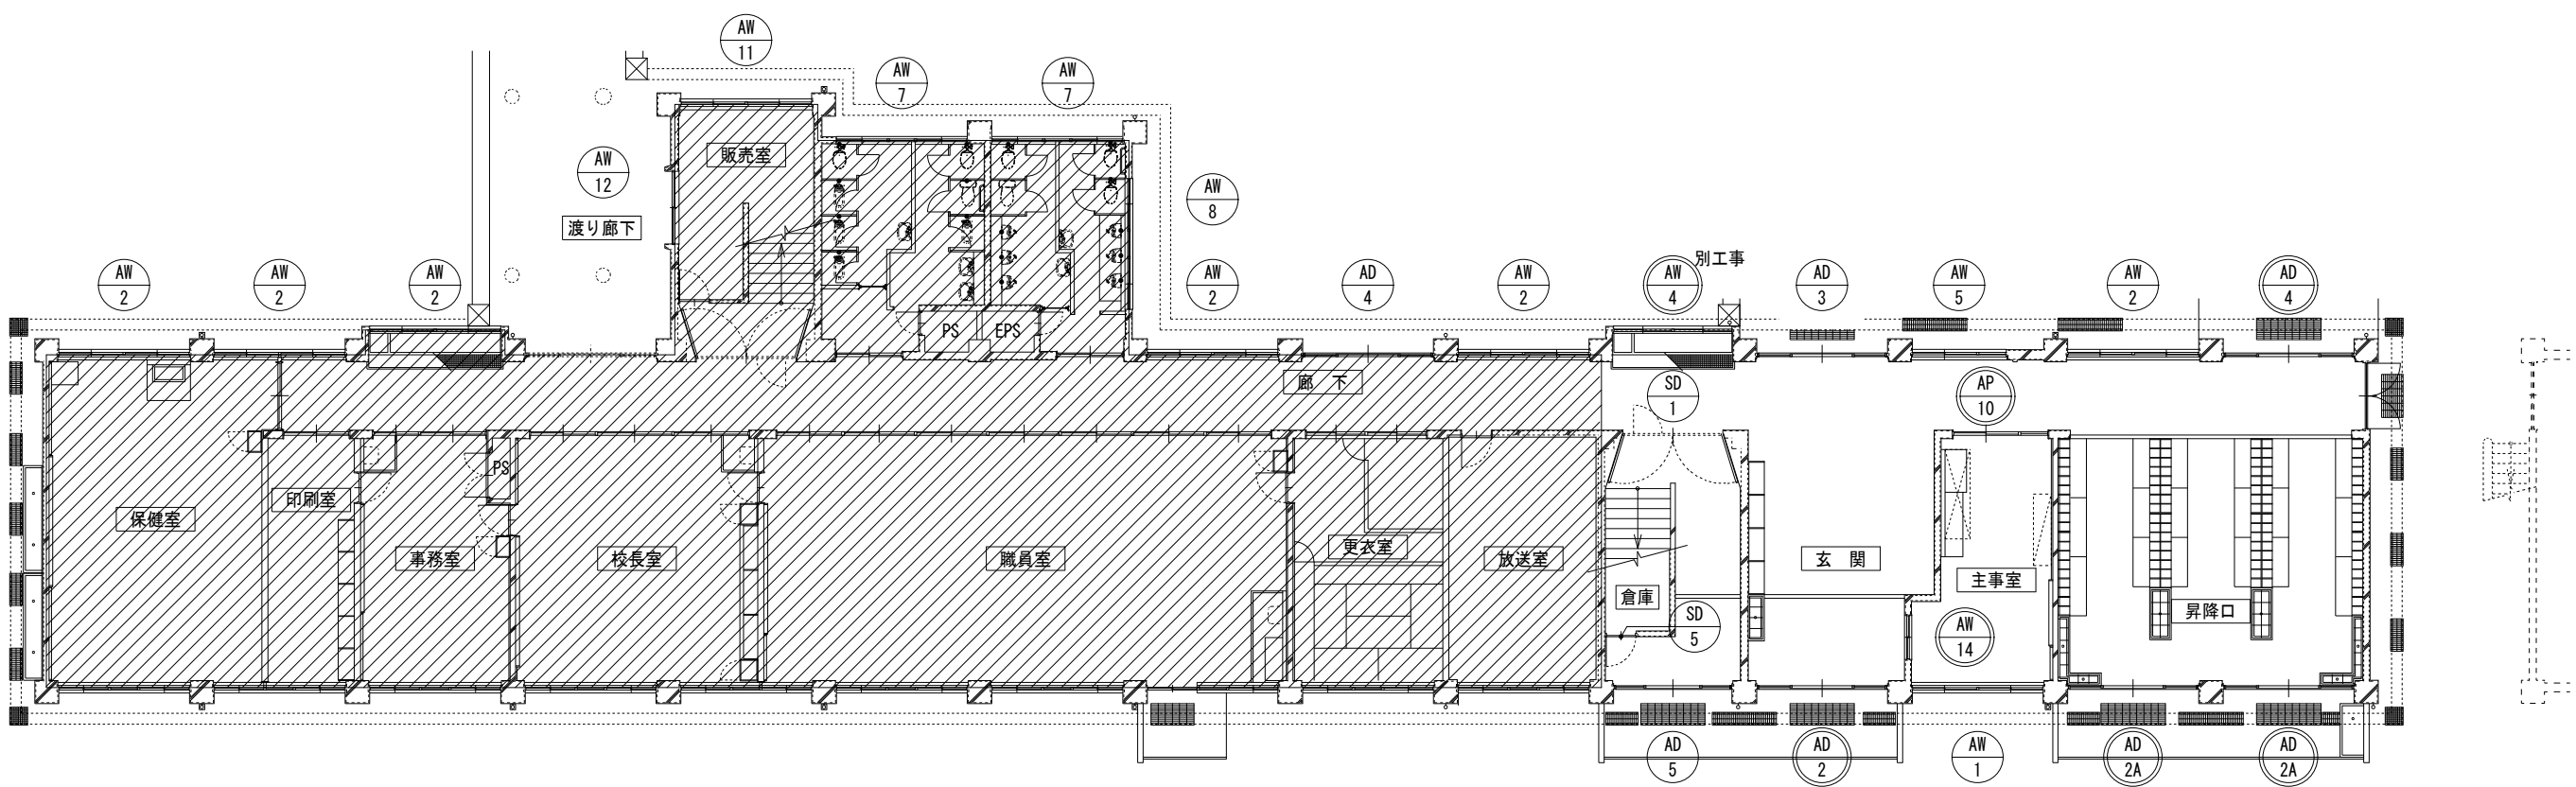 AW
11
AW
7
AW
7
販売室
AW
12
AW
8
渡り廊下
別工事
AW
2
AW
2
AW
2
AW
2
AD
4
AW
2
AW
4
AD
3
AW
5
AW
2
AD
4
PS
EPS
廊 下
SD
1
AP
10
PS
印刷室
保健室
事務室
校長室
職員室
更衣室
放送室
倉庫
玄 関
主事室
昇降口
SD
5
AW
14
AD
5
AD
2
AW
1
AD
2A
AD
2A